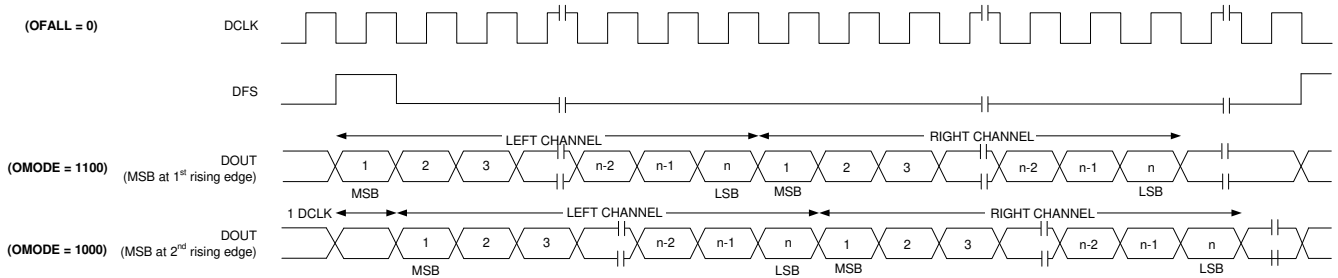 (OFALL = 0) DCLK
DFS
LEFT CHANNEL RIGHT CHANNEL
(OMODE = 1100) DOUT 1 2 3 n-2 n-1 n 1 2 3 n-2 n-1 n
(MSB at 1st rising edge)
MSB LSB MSB LSB
1 DCLK LEFT CHANNEL RIGHT CHANNEL
(OMODE = 1000) DOUT 1 2 3 n-2 n-1 n 1 2 3 n-2 n-1 n
(MSB at 2nd rising edge)
MSB LSB MSB LSB